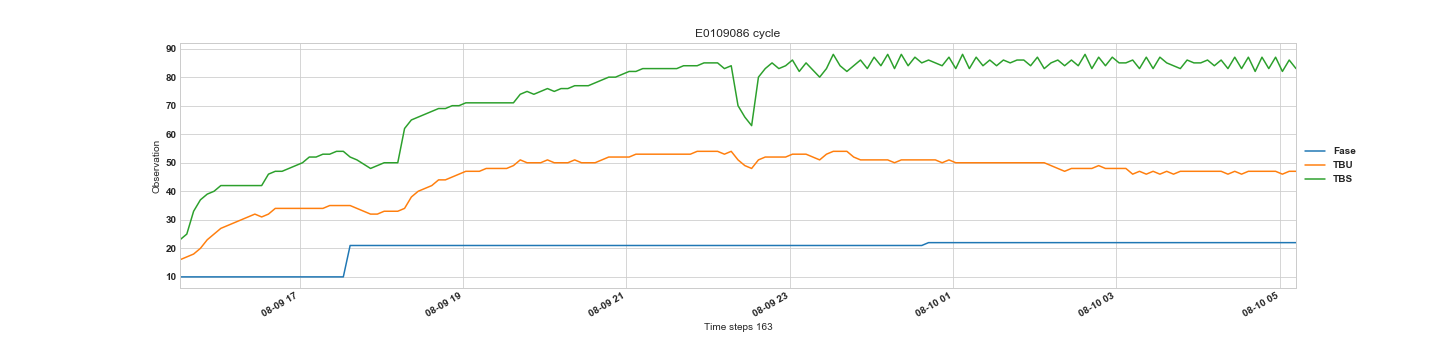 E0109086 cycle
Observation
90
80
70
60
50
40
30
20
10
08-09 17
08-09 19
08-09 21
08-09 23
08-10 01
08-10 03
08-10 05
Time steps 163
Fase
TBU
TBS